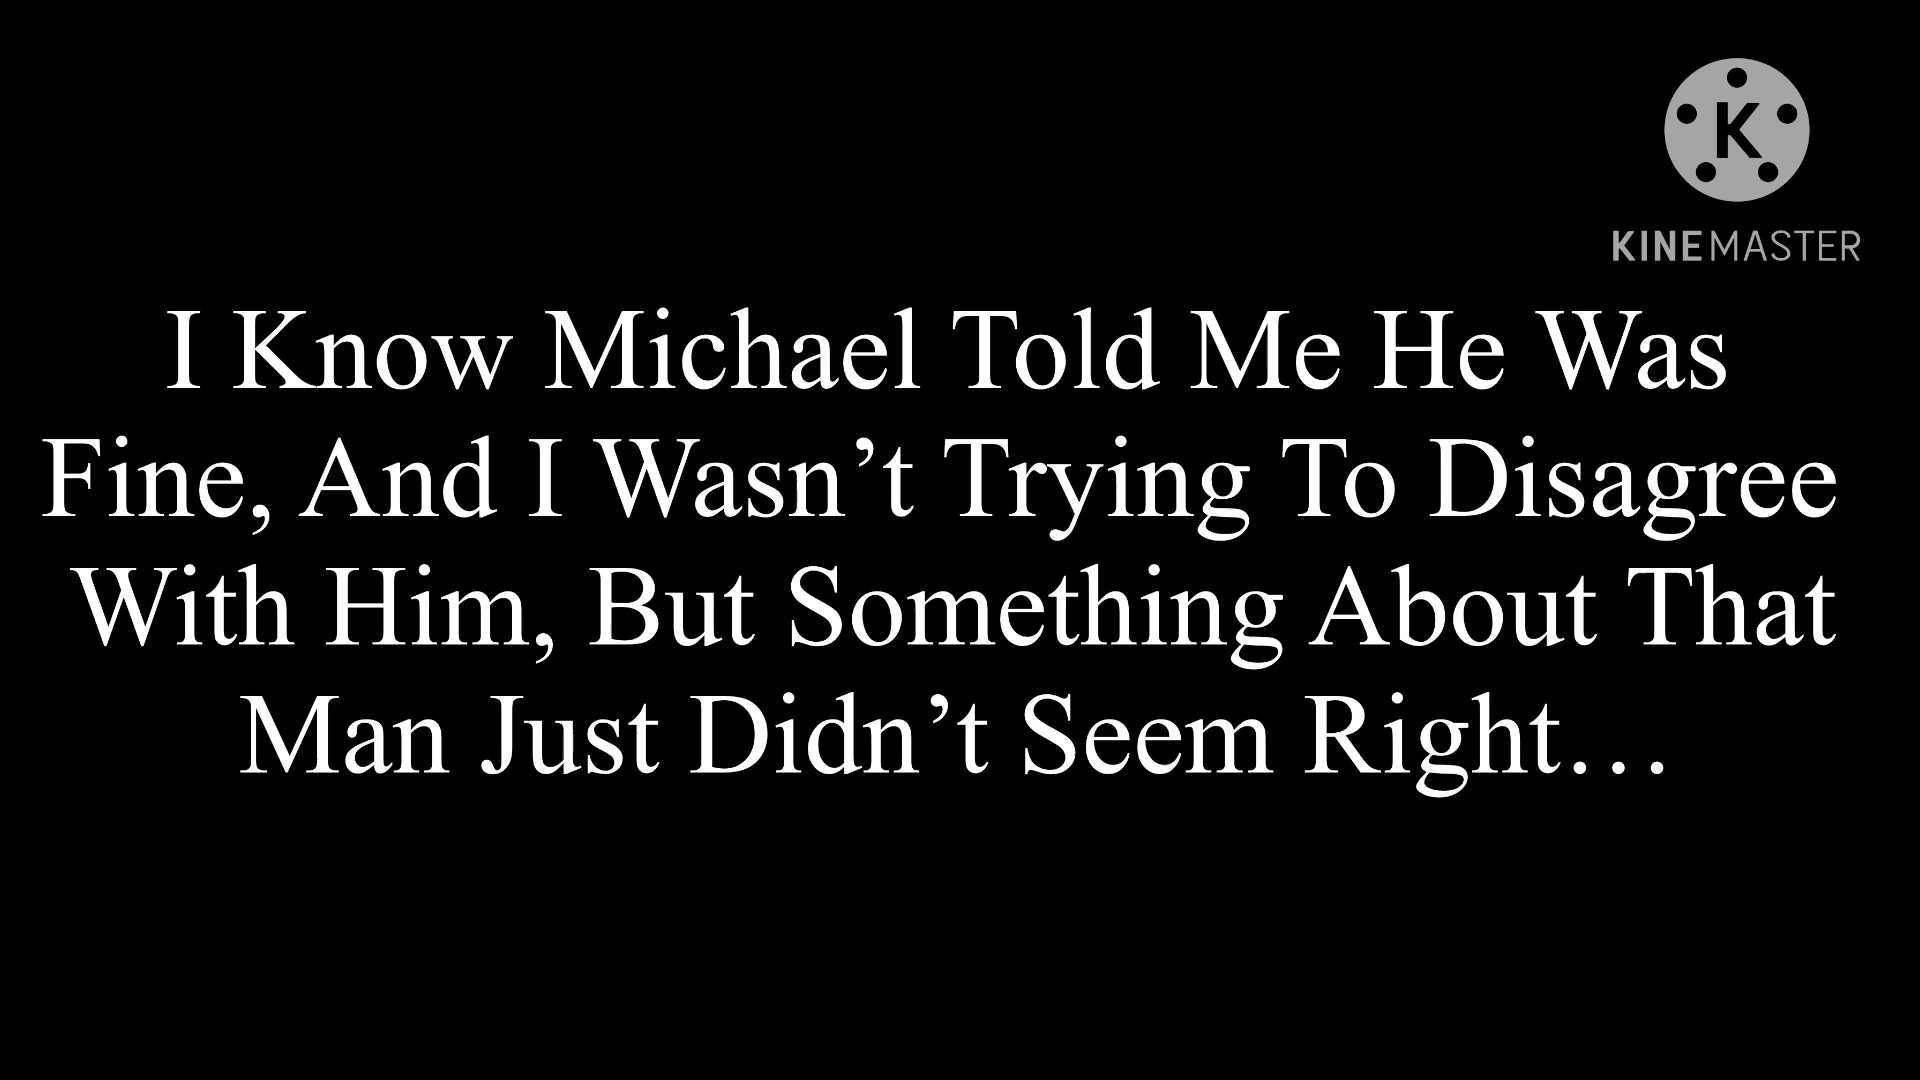 K
KINEMASTER
I Know Michael Told Me He Was
Fine, And I Wasn’t Trying To Disagree
With Him, But Something About That
Man Just Didn’t Seem Right…